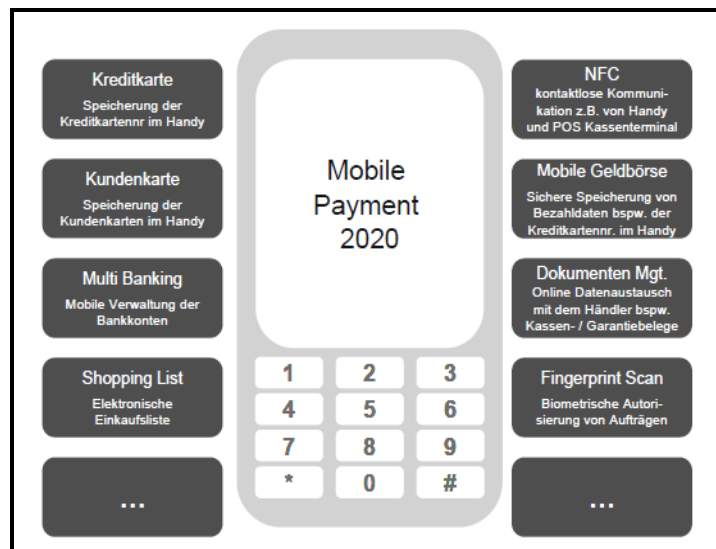 Kreditkarte
Speicherung der
Kreditkartennr im Handy
Kundenkarte
Speicherung der
Kundenkarten im Handy
Multi Banking
Mobile Verwaltung der
Bankkonten
Shopping List
Elektronische
Einkaufsliste
...
Mobile
Payment
2020
1 2 3
4 5 6
7 8 9
* 0 #
NFC
kontaktlose Kommuni-
kation z.B. von Handy
und POS Kassenterminal
Mobile Geldbörse
Sichere Speicherung von
Bezahldaten bspw. der
Kreditkartennr. im Handy
Dokumenten Mgt.
Online Datenaustausch
mit dem Händler bspw.
Kassen- / Garantiebelege
Fingerprint Scan
Biometrische Autori-
sierung von Aufträgen
...